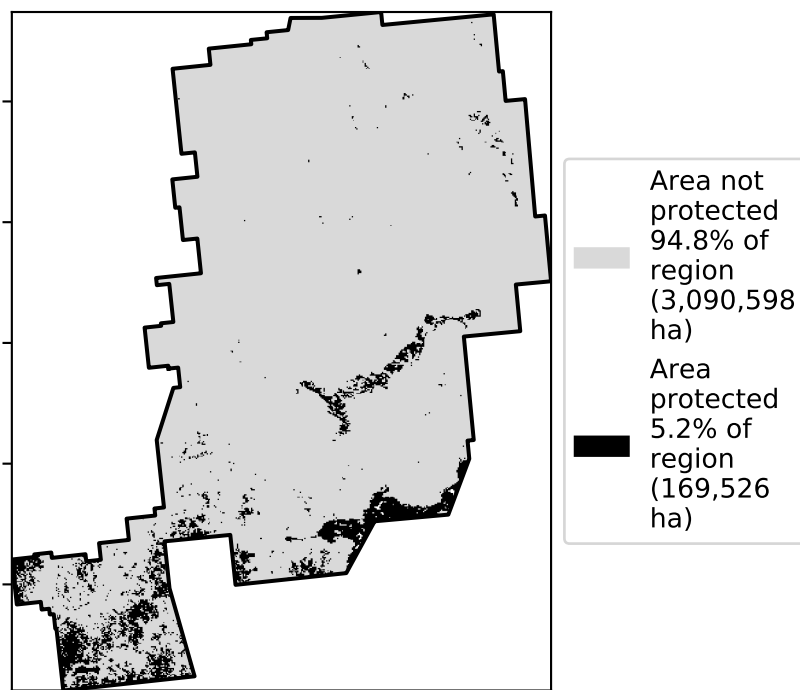 Area not
protected
94.8% of
region
(3,090,598
ha)
Area
protected
5.2% of
region
(169,526
ha)